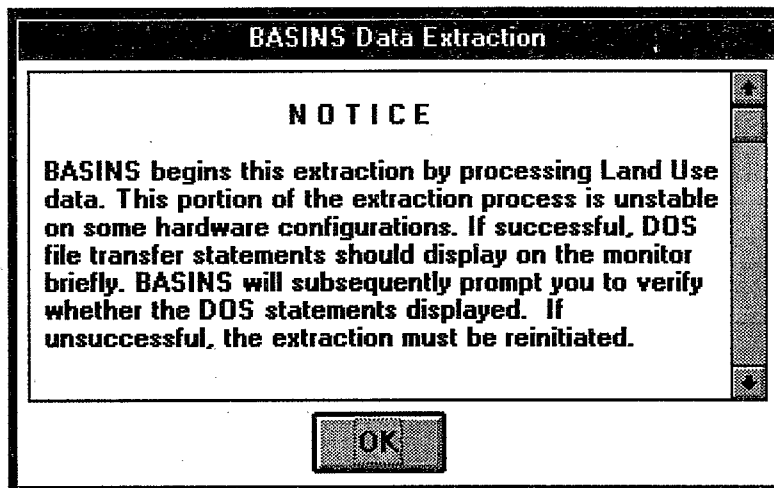 BASINS Data Extraction
N O T I C E
BASINS begins this extraction by processing Land Use
data. This portion of the extraction process is unstable
on some hardware configurations. If successful, DOS
file transfer statements should display on the monitor
briefly. BASINS will subsequently prompt you to verify
whether the DOS statements displayed.  If
unsuccessful, the extraction must be reinitiated.
OK